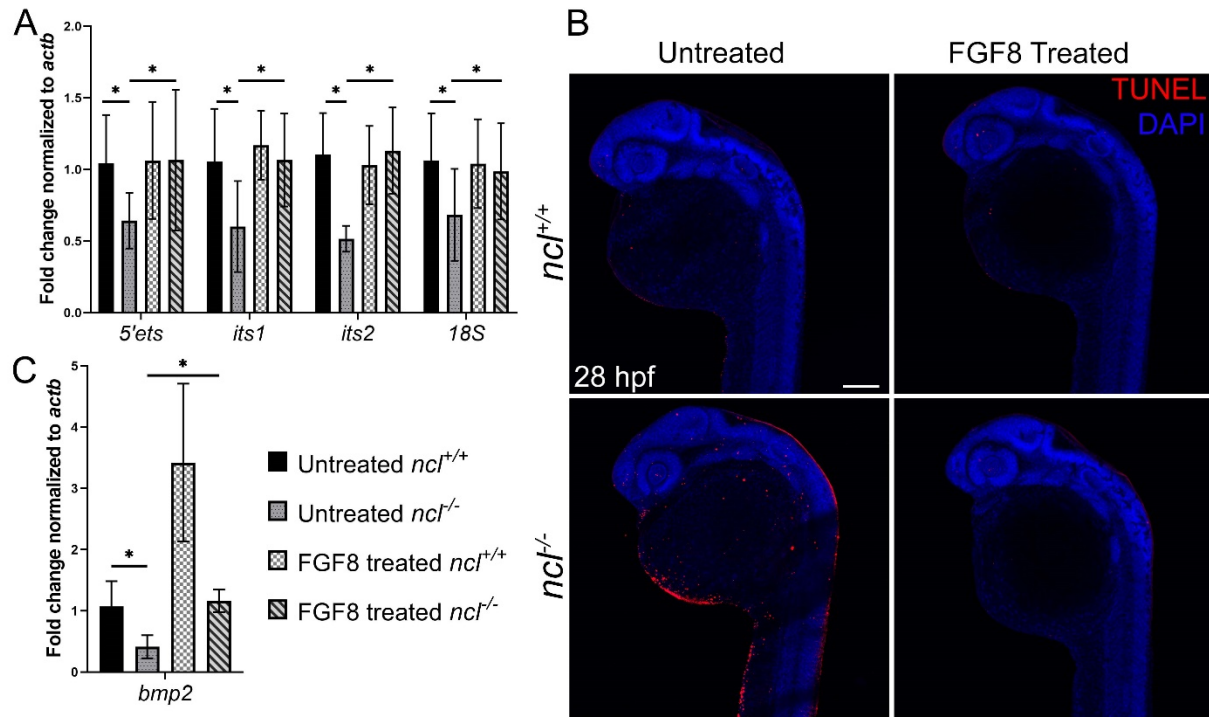 A
Fold change normalized to actb
2.0
1.5
1.0
0.5
0.0
* * * * * * * *
5'ets its1 its2 18S
B
Untreated FGF8 Treated
TUNEL
DAPI
ncl+/+
28 hpf
ncl-/-
C
Fold change normalized to actb
5
4
3
2
1
0
*
*
bmp2
Untreated ncl+/+
Untreated ncl-/-
FGF8 treated ncl+/+
FGF8 treated ncl-/-